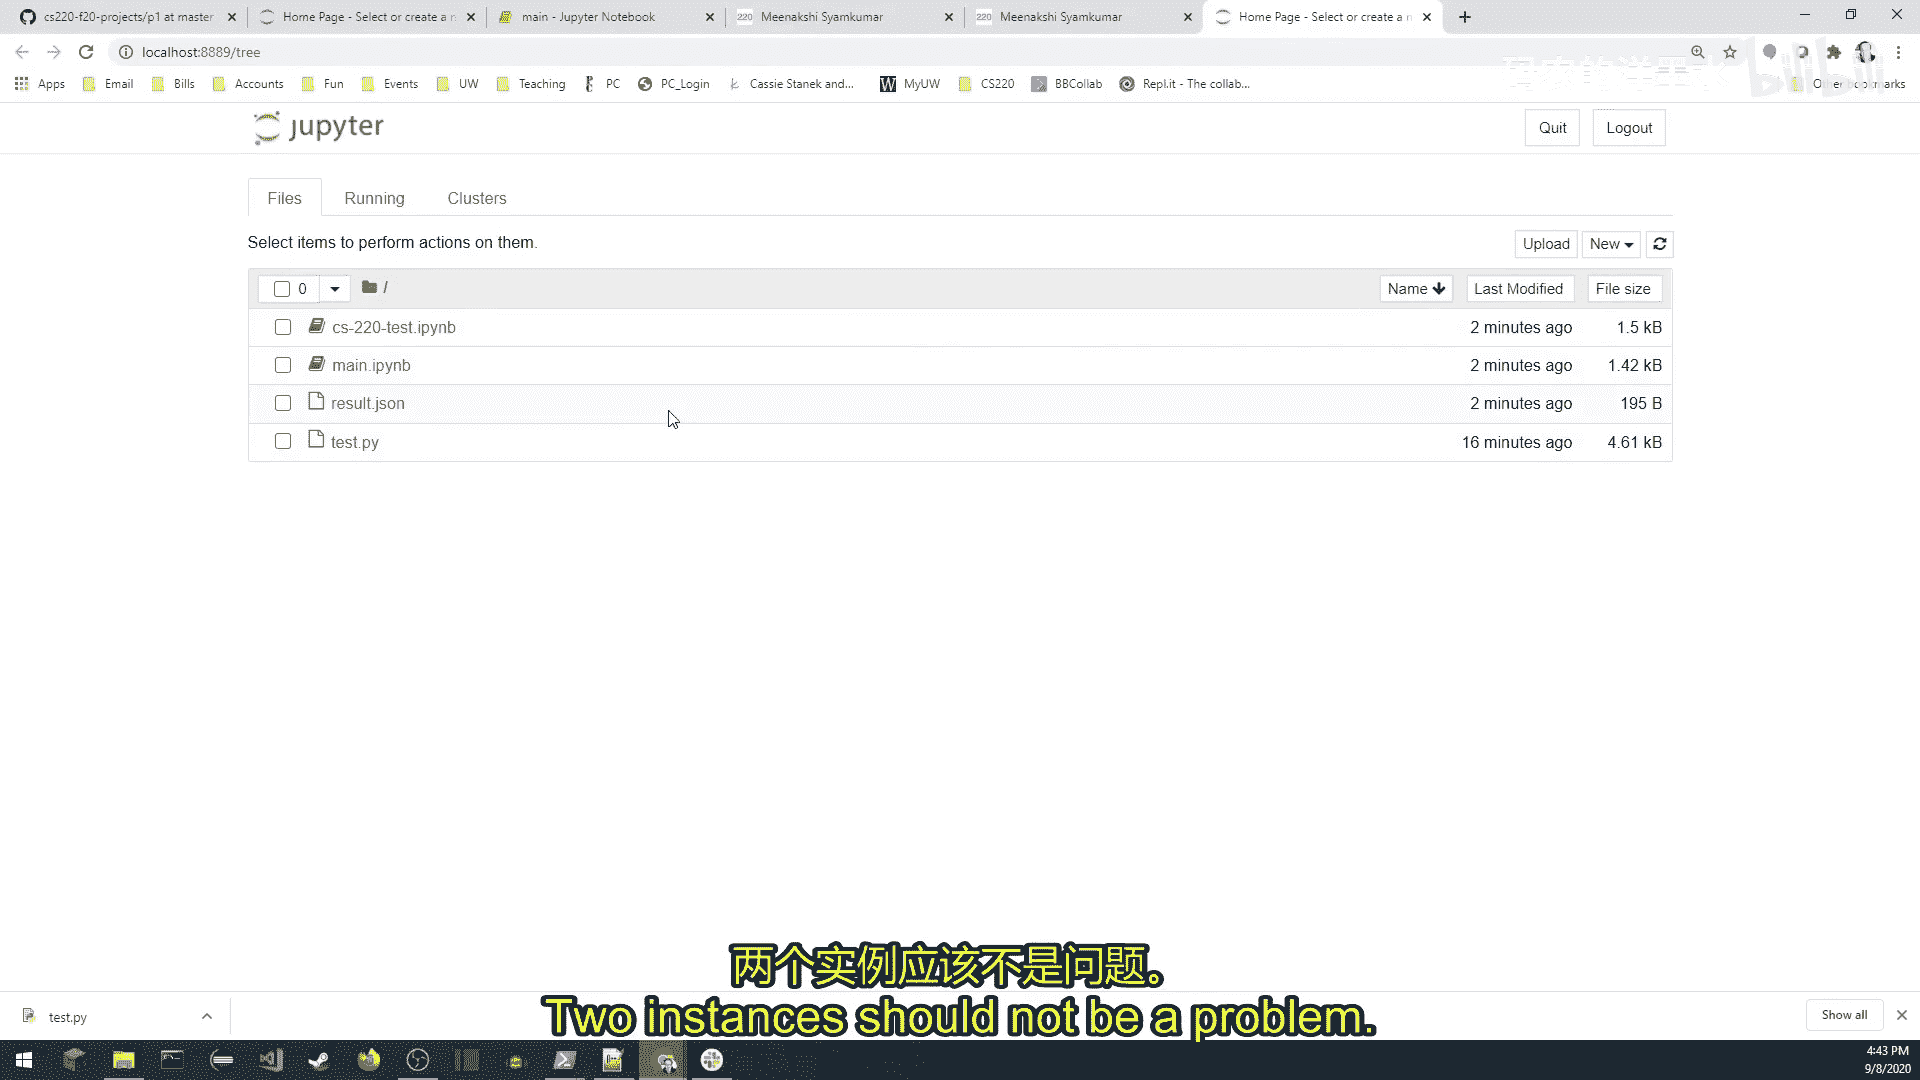 cs220-f20-projects/p1 at master
Home Page - Select or create a n
main - Jupyter Notebook
220 Meenakshi Syamkumar
220 Meenakshi Syamkumar
Home Page - Select or create a n
localhost:8889/tree
Apps Email Bills Accounts Fun Events UW Teaching PC PC_Login Cassie Stanek and... MyUW CS220 BBCollab Repl.it - The collab... Other bookmarks
bilibili
jupyter
Quit Logout
Files Running Clusters
Select items to perform actions on them.
Upload New
0 /
Name Last Modified File size
cs-220-test.ipynb 2 minutes ago 1.5 kB
main.ipynb 2 minutes ago 1.42 kB
result.json 2 minutes ago 195 B
test.py 16 minutes ago 4.61 kB
两个实例应该不是问题。
Two instances should not be a problem.
test.py
Show all
4:43 PM
9/8/2020